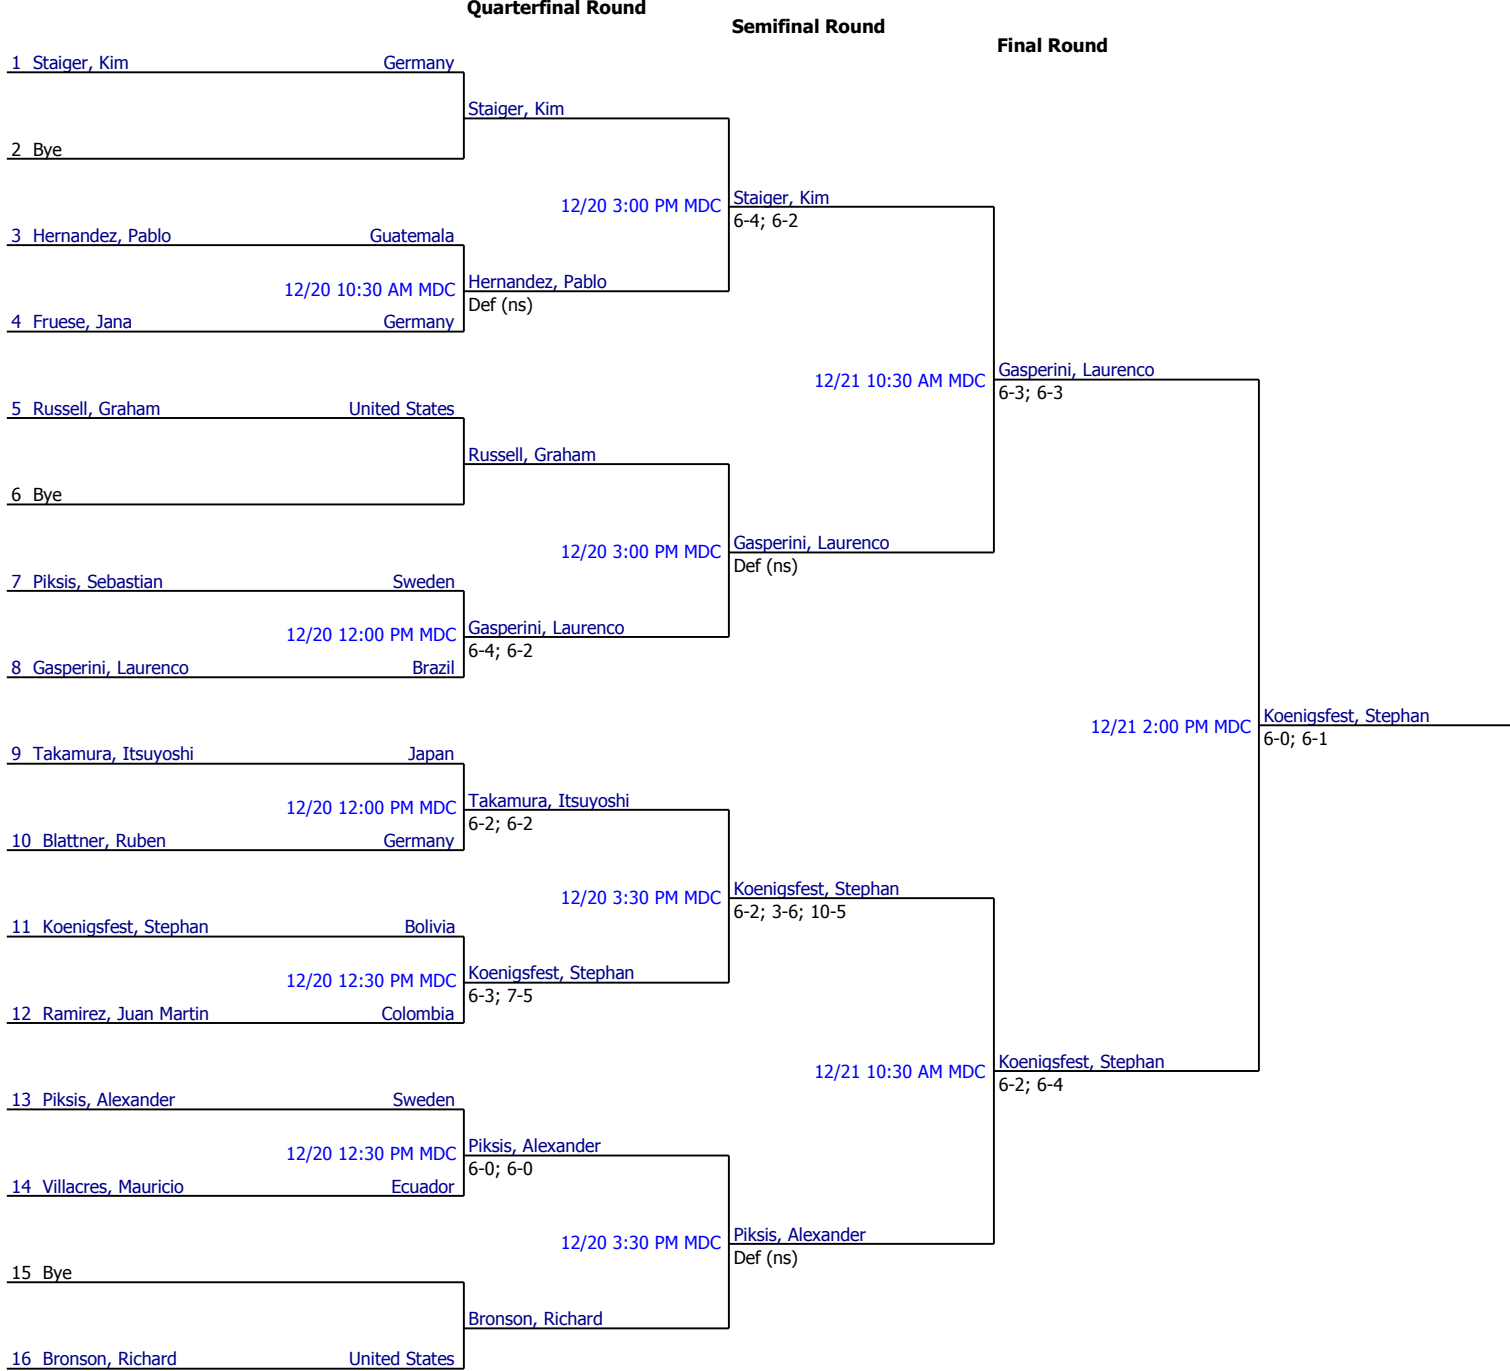 Quarterfinal Round
Semifinal Round
Final Round
1 Staiger, Kim Germany
Staiger, Kim
2 Bye
12/20 3:00 PM MDC Staiger, Kim
6-4; 6-2
3 Hernandez, Pablo Guatemala
12/20 10:30 AM MDC Hernandez, Pablo
Def (ns)
4 Fruese, Jana Germany
12/21 10:30 AM MDC Gasperini, Laurenco
6-3; 6-3
5 Russell, Graham United States
Russell, Graham
6 Bye
12/20 3:00 PM MDC Gasperini, Laurenco
Def (ns)
7 Piksis, Sebastian Sweden
12/20 12:00 PM MDC Gasperini, Laurenco
6-4; 6-2
8 Gasperini, Laurenco Brazil
12/21 2:00 PM MDC Koenigsfest, Stephan
6-0; 6-1
9 Takamura, Itsuyoshi Japan
12/20 12:00 PM MDC Takamura, Itsuyoshi
6-2; 6-2
10 Blattner, Ruben Germany
12/20 3:30 PM MDC Koenigsfest, Stephan
6-2; 3-6; 10-5
11 Koenigsfest, Stephan Bolivia
12/20 12:30 PM MDC Koenigsfest, Stephan
6-3; 7-5
12 Ramirez, Juan Martin Colombia
12/21 10:30 AM MDC Koenigsfest, Stephan
6-2; 6-4
13 Piksis, Alexander Sweden
12/20 12:30 PM MDC Piksis, Alexander
6-0; 6-0
14 Villacres, Mauricio Ecuador
12/20 3:30 PM MDC Piksis, Alexander
Def (ns)
15 Bye
Bronson, Richard
16 Bronson, Richard United States